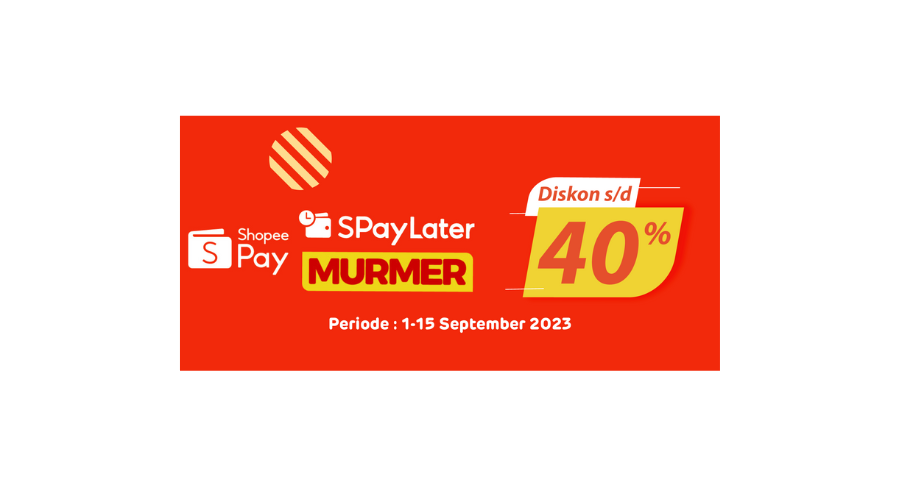 Shopee
Pay
S
SPayLater
MURMER
Diskon s/d
40%
Periode : 1-15 September 2023